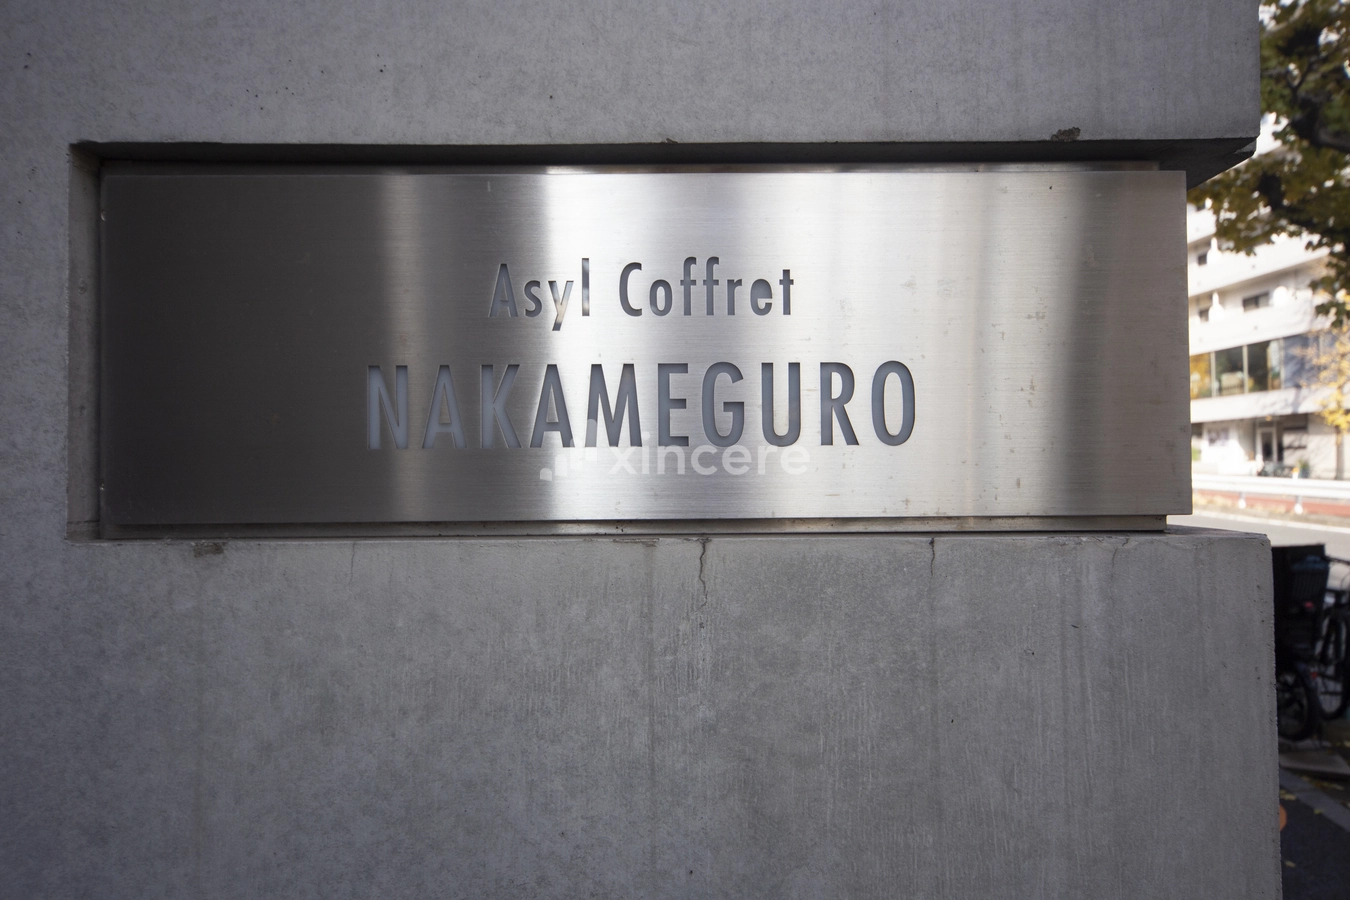 Asyl Coffret
NAKAMEGURO
xincere